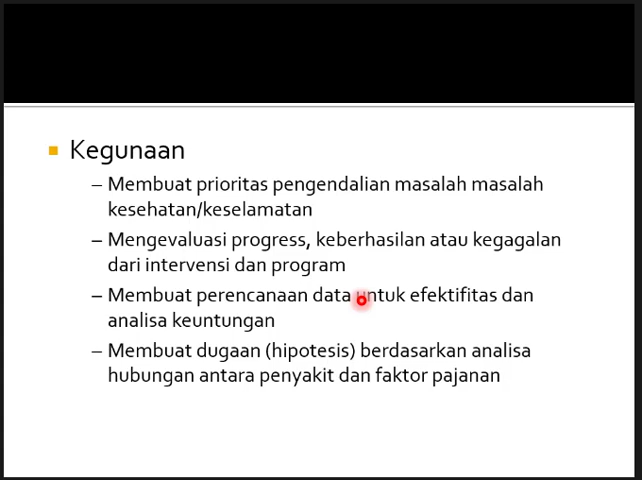 Kegunaan
– Membuat prioritas pengendalian masalah masalah
kesehatan/keselamatan
– Mengevaluasi progress, keberhasilan atau kegagalan
dari intervensi dan program
– Membuat perencanaan data untuk efektifitas dan
analisa keuntungan
– Membuat dugaan (hipotesis) berdasarkan analisa
hubungan antara penyakit dan faktor pajanan